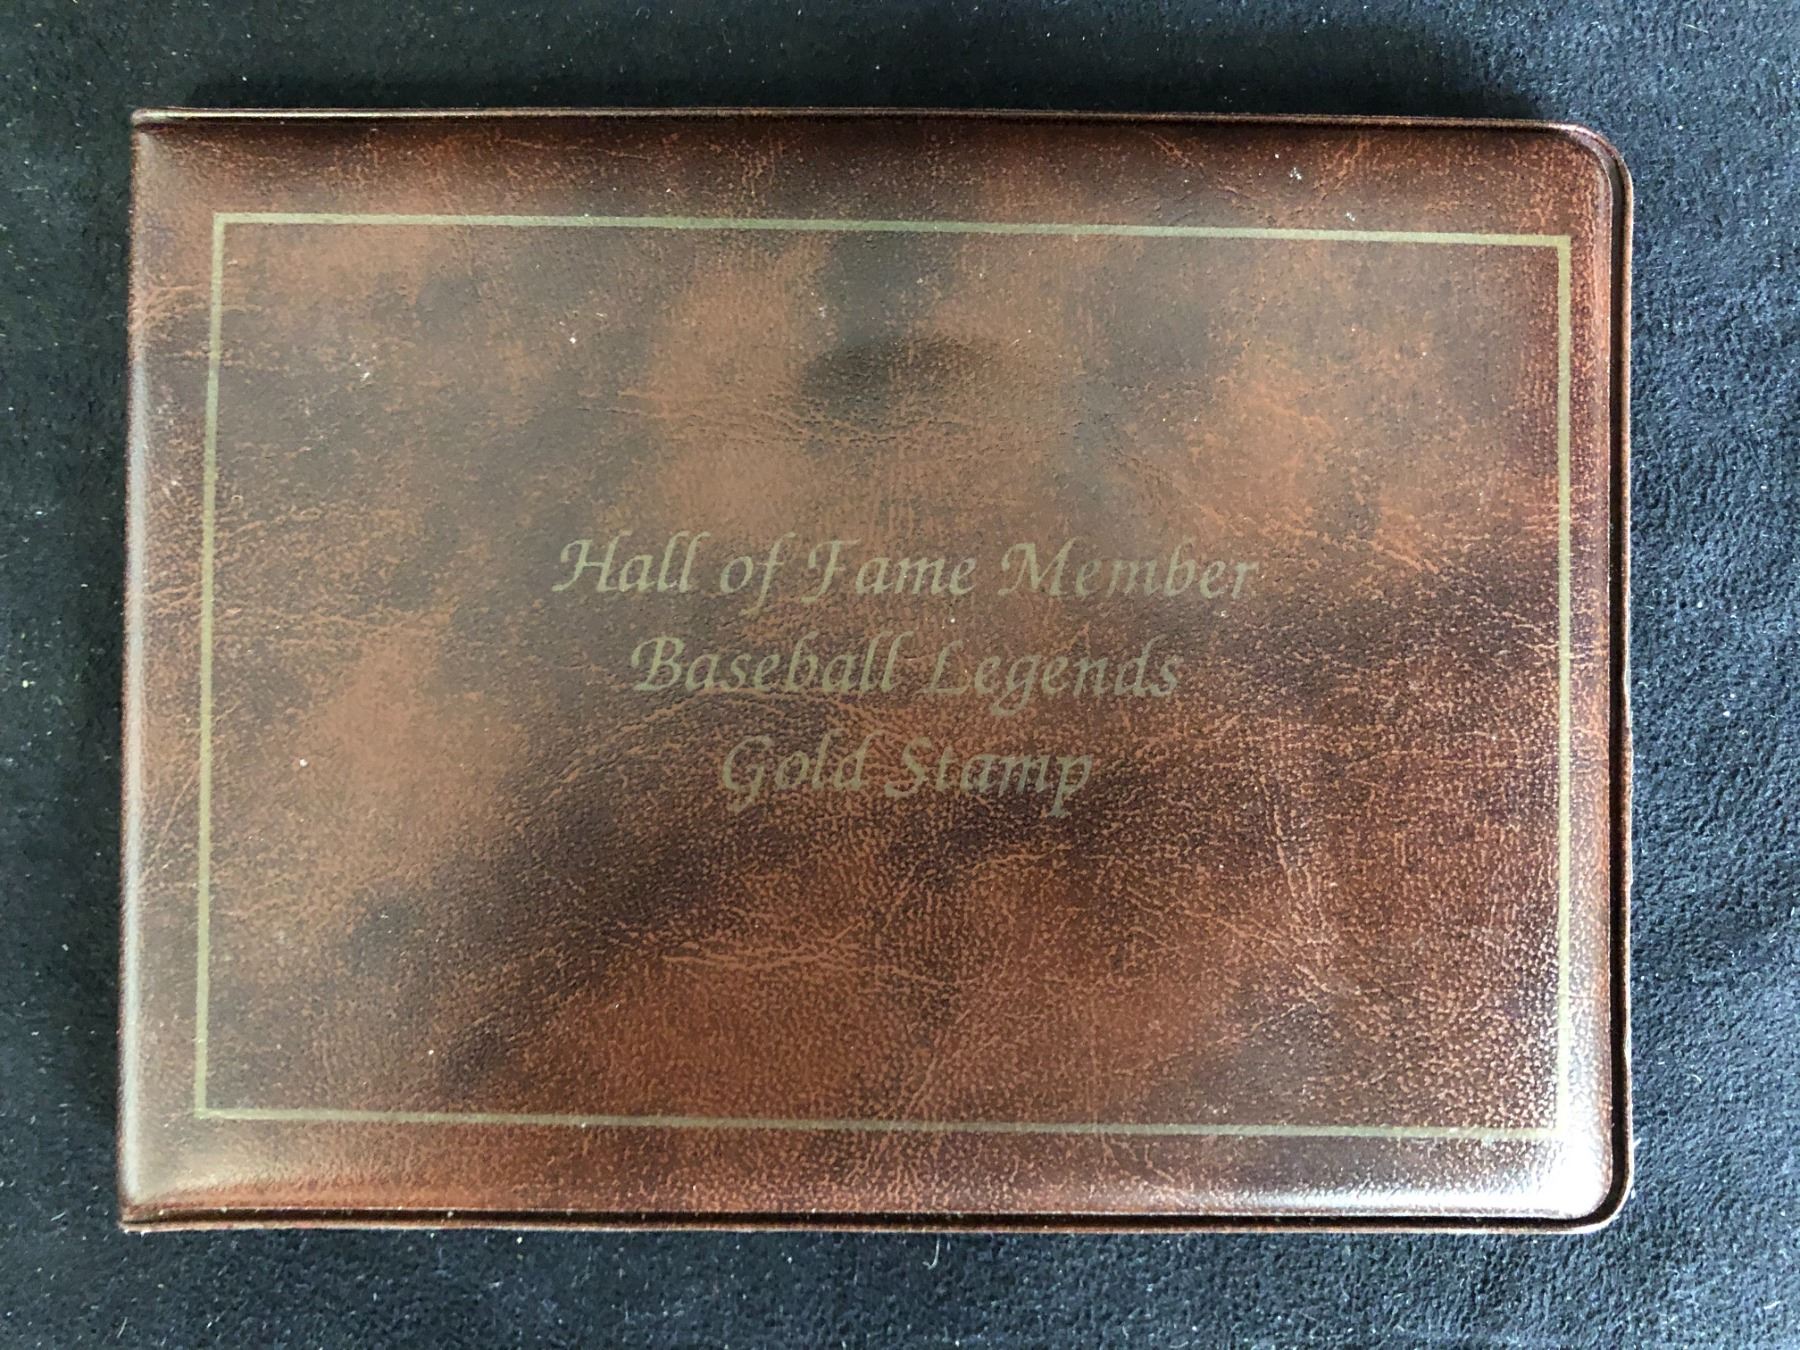 Hall of Fame Member
Baseball Legends
Gold Stamp